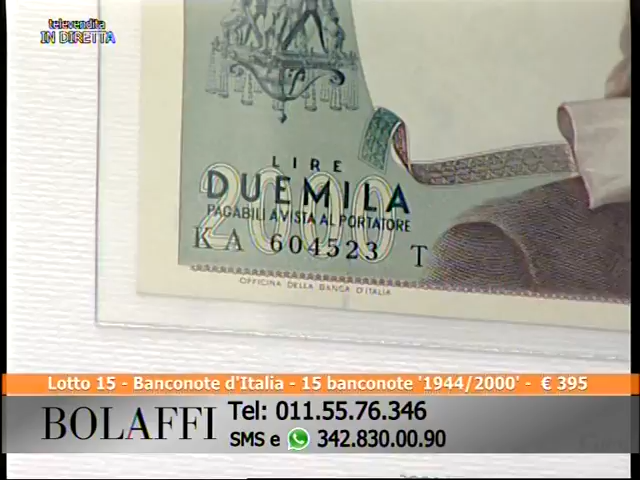 televendita
IN DIRETTA
LIRE
2000
DUEMILA
PAGABILI A VISTA AL PORTATORE
KA 604523 T
OFFICINA DELLA BANCA D'ITALIA
Lotto 15 - Banconote d'Italia - 15 banconote '1944/2000' - € 395
BOLAFFI
Tel: 011.55.76.346
SMS e 342.830.00.90